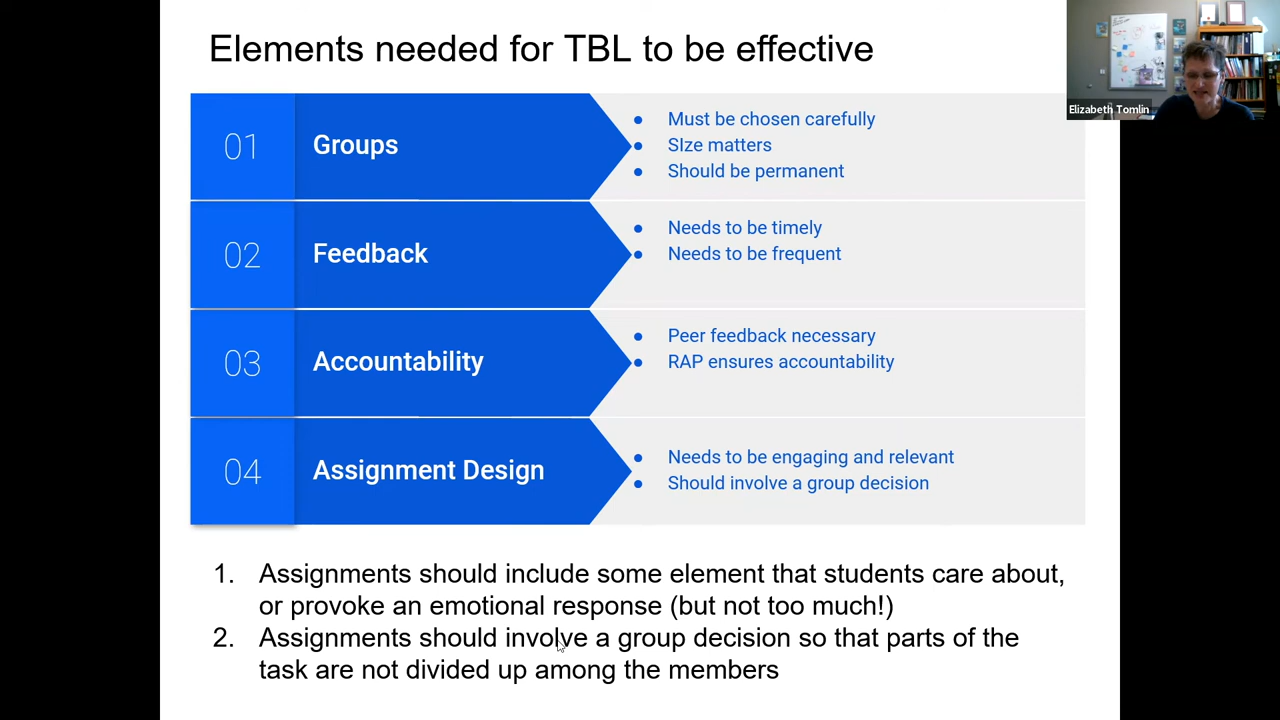 Elements needed for TBL to be effective
Elizabeth Tomlin
01
Groups
● Must be chosen carefully
● SIze matters
● Should be permanent
02
Feedback
● Needs to be timely
● Needs to be frequent
03
Accountability
● Peer feedback necessary
● RAP ensures accountability
04
Assignment Design
● Needs to be engaging and relevant
● Should involve a group decision
1. Assignments should include some element that students care about,
or provoke an emotional response (but not too much!)
2. Assignments should involve a group decision so that parts of the
task are not divided up among the members